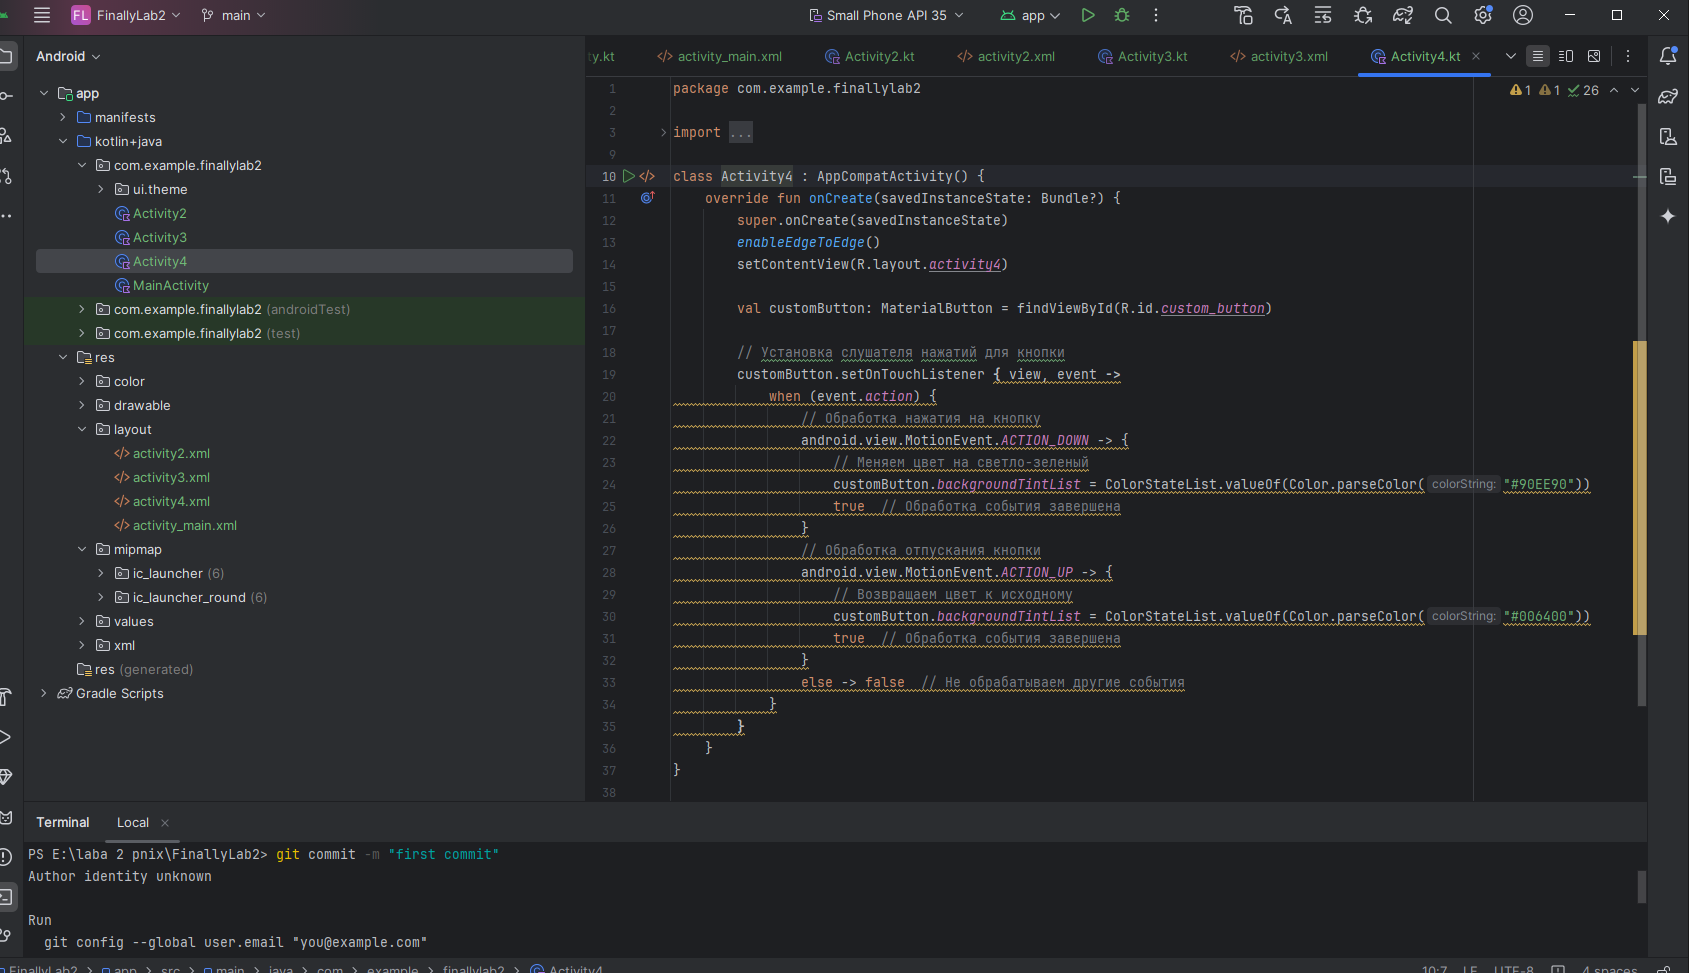 FL FinallyLab2 main Small Phone API 35 app
Android
ty.kt activity_main.xml Activity2.kt activity2.xml Activity3.kt activity3.xml Activity4.kt
1 1 26
app
manifests
kotlin+java
com.example.finallylab2
ui.theme
Activity2
Activity3
Activity4
MainActivity
com.example.finallylab2 (androidTest)
com.example.finallylab2 (test)
res
color
drawable
layout
activity2.xml
activity3.xml
activity4.xml
activity_main.xml
mipmap
ic_launcher (6)
ic_launcher_round (6)
values
xml
res (generated)
Gradle Scripts
1 package com.example.finallylab2
2
3 import ...
9
10 class Activity4 : AppCompatActivity() {
11 override fun onCreate(savedInstanceState: Bundle?) {
12 super.onCreate(savedInstanceState)
13 enableEdgeToEdge()
14 setContentView(R.layout.activity4)
15
16 val customButton: MaterialButton = findViewById(R.id.custom_button)
17
18 // Установка слушателя нажатий для кнопки
19 customButton.setOnTouchListener { view, event ->
20 when (event.action) {
21 // Обработка нажатия на кнопку
22 android.view.MotionEvent.ACTION_DOWN -> {
23 // Меняем цвет на светло-зеленый
24 customButton.backgroundTintList = ColorStateList.valueOf(Color.parseColor( colorString: "#90EE90"))
25 true // Обработка события завершена
26 }
27 // Обработка отпускания кнопки
28 android.view.MotionEvent.ACTION_UP -> {
29 // Возвращаем цвет к исходному
30 customButton.backgroundTintList = ColorStateList.valueOf(Color.parseColor( colorString: "#006400"))
31 true // Обработка события завершена
32 }
33 else -> false // Не обрабатываем другие события
34 }
35 }
36 }
37 }
38
Terminal Local
PS E:\laba 2 pnix\FinallyLab2> git commit -m "first commit"
Author identity unknown
Run
git config --global user.email "you@example.com"
FinallyLab2 > app > src > main > java > com > example > finallylab2 > Activity4 10:7 LF UTF-8 4 spaces